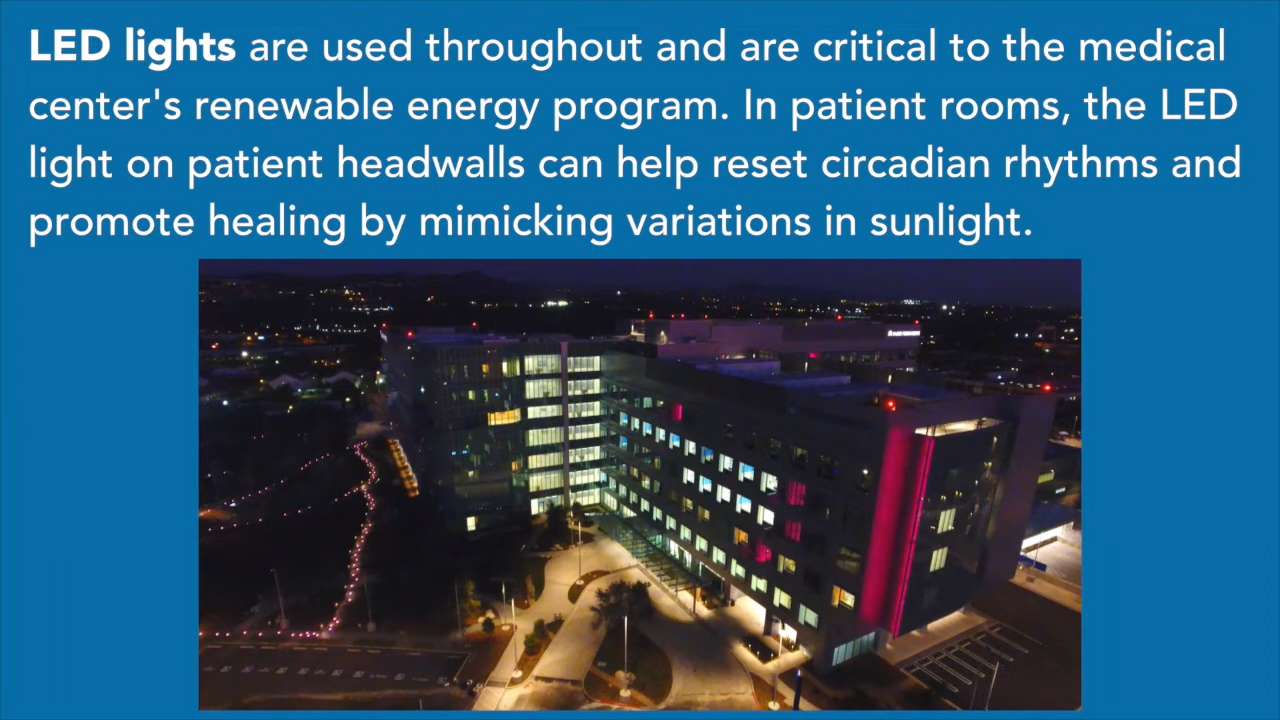 LED lights are used throughout and are critical to the medical
center's renewable energy program. In patient rooms, the LED
light on patient headwalls can help reset circadian rhythms and
promote healing by mimicking variations in sunlight.